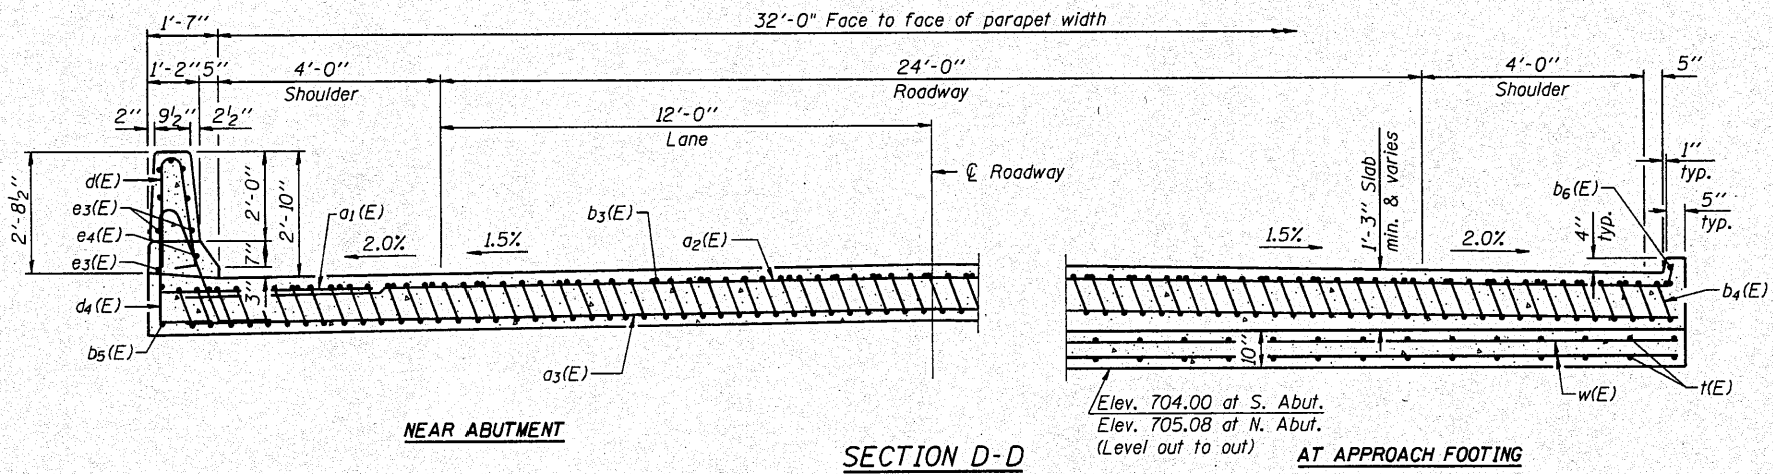 1'-7"
32'-0" Face to face of parapet width
1'-2" 5" 4'-0" 24'-0" 4'-0" 5"
Shoulder Roadway Shoulder
2" 9½" 2½" 12'-0"
Lane
℄ Roadway
1'-3" Slab
min. & varies
1"
typ.
5"
typ.
4"
typ.
2'-8½"
2'-0"
2'-10"
7"
3"
d(E)
e3(E)
e4(E)
e3(E)
d4(E)
b5(E)
a1(E)
2.0%
1.5%
b3(E)
a2(E)
a3(E)
1.5%
2.0%
b6(E)
b4(E)
10"
t(E)
w(E)
Elev. 704.00 at S. Abut.
Elev. 705.08 at N. Abut.
(Level out to out)
NEAR ABUTMENT
SECTION D-D
AT APPROACH FOOTING